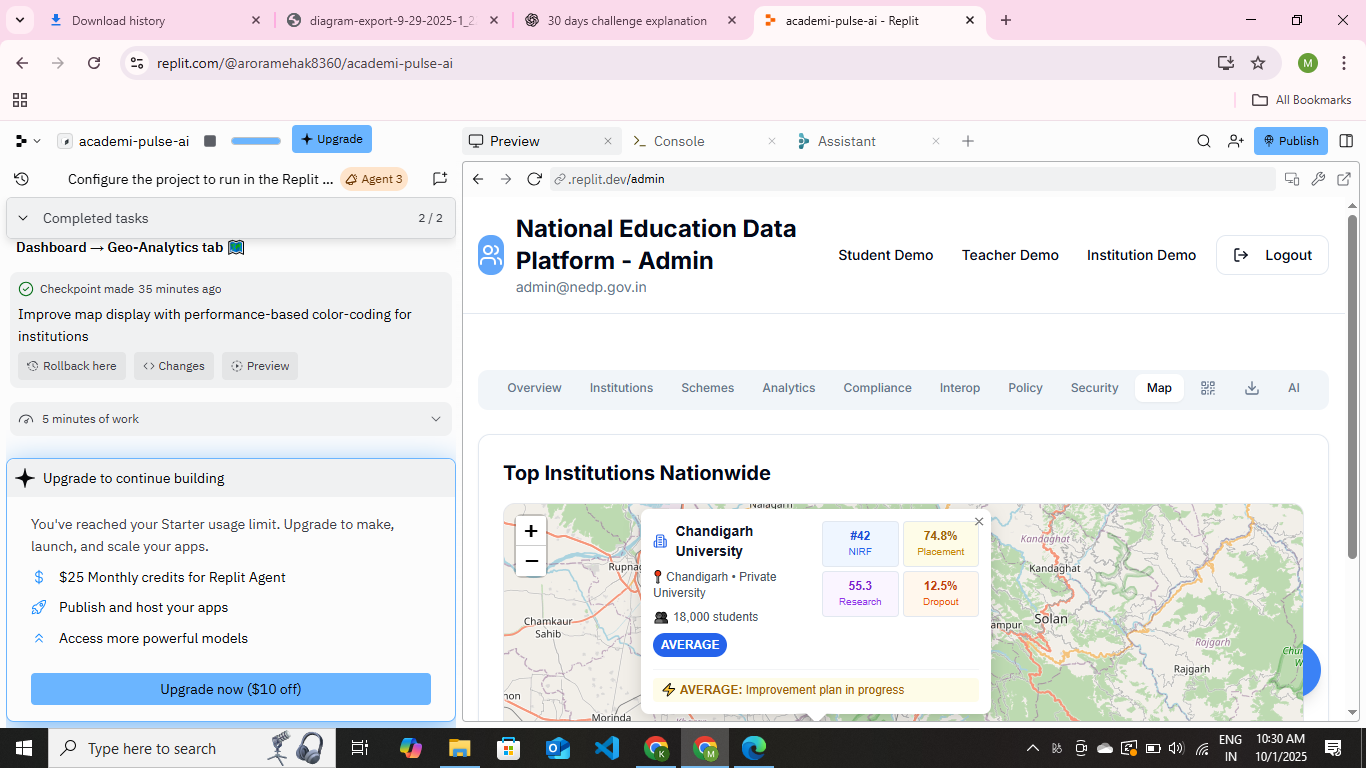 Download history
diagram-export-9-29-2025-1_2
30 days challenge explanation
academi-pulse-ai - Replit
replit.com/@aroramehak8360/academi-pulse-ai
M
All Bookmarks
academi-pulse-ai
Upgrade
Preview
Console
Assistant
Publish
Configure the project to run in the Replit ...
Agent 3
.replit.dev/admin
Completed tasks
2 / 2
Dashboard → Geo-Analytics tab
Checkpoint made 35 minutes ago
Improve map display with performance-based color-coding for
institutions
Rollback here
Changes
Preview
5 minutes of work
Upgrade to continue building
You've reached your Starter usage limit. Upgrade to make,
launch, and scale your apps.
$25 Monthly credits for Replit Agent
Publish and host your apps
Access more powerful models
Upgrade now ($10 off)
National Education Data
Platform - Admin
admin@nedp.gov.in
Student Demo
Teacher Demo
Institution Demo
Logout
Overview
Institutions
Schemes
Analytics
Compliance
Interop
Policy
Security
Map
AI
Top Institutions Nationwide
+
−
Chandigarh
University
Chandigarh • Private
University
18,000 students
AVERAGE
#42
NIRF
74.8%
Placement
55.3
Research
12.5%
Dropout
AVERAGE: Improvement plan in progress
Chamkaur
Sahib
Morinda
Kandaghat
Kandaghat
Solan
Rajgarh
Rajgarh
Type here to search
K
M
ENG
IN
10:30 AM
10/1/2025